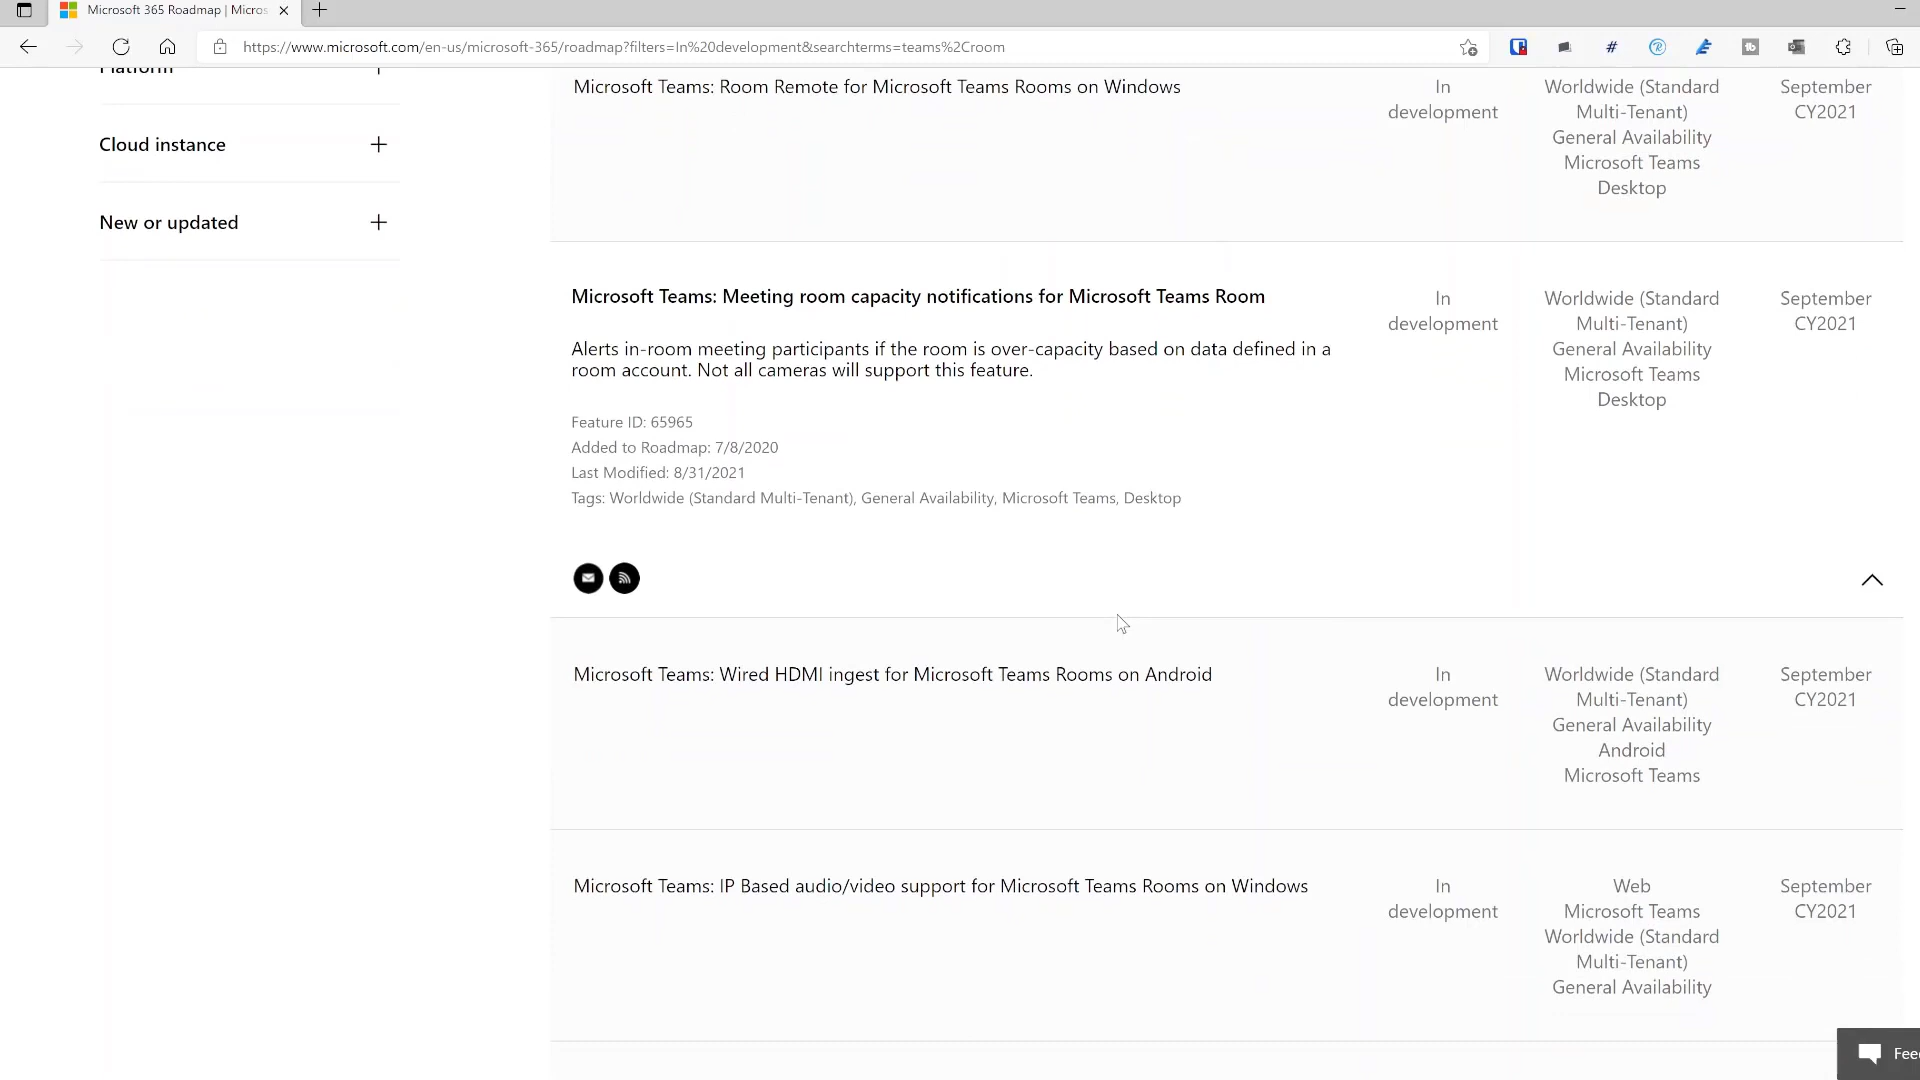 Microsoft 365 Roadmap | Micros
https://www.microsoft.com/en-us/microsoft-365/roadmap?filters=In%20development&searchterms=teams%2Croom
Platform
Cloud instance
New or updated
Microsoft Teams: Room Remote for Microsoft Teams Rooms on Windows
In
development
Worldwide (Standard
Multi-Tenant)
General Availability
Microsoft Teams
Desktop
September
CY2021
Microsoft Teams: Meeting room capacity notifications for Microsoft Teams Room
Alerts in-room meeting participants if the room is over-capacity based on data defined in a
room account. Not all cameras will support this feature.
Feature ID: 65965
Added to Roadmap: 7/8/2020
Last Modified: 8/31/2021
Tags: Worldwide (Standard Multi-Tenant), General Availability, Microsoft Teams, Desktop
In
development
Worldwide (Standard
Multi-Tenant)
General Availability
Microsoft Teams
Desktop
September
CY2021
Microsoft Teams: Wired HDMI ingest for Microsoft Teams Rooms on Android
In
development
Worldwide (Standard
Multi-Tenant)
General Availability
Android
Microsoft Teams
September
CY2021
Microsoft Teams: IP Based audio/video support for Microsoft Teams Rooms on Windows
In
development
Web
Microsoft Teams
Worldwide (Standard
Multi-Tenant)
General Availability
September
CY2021
Fee